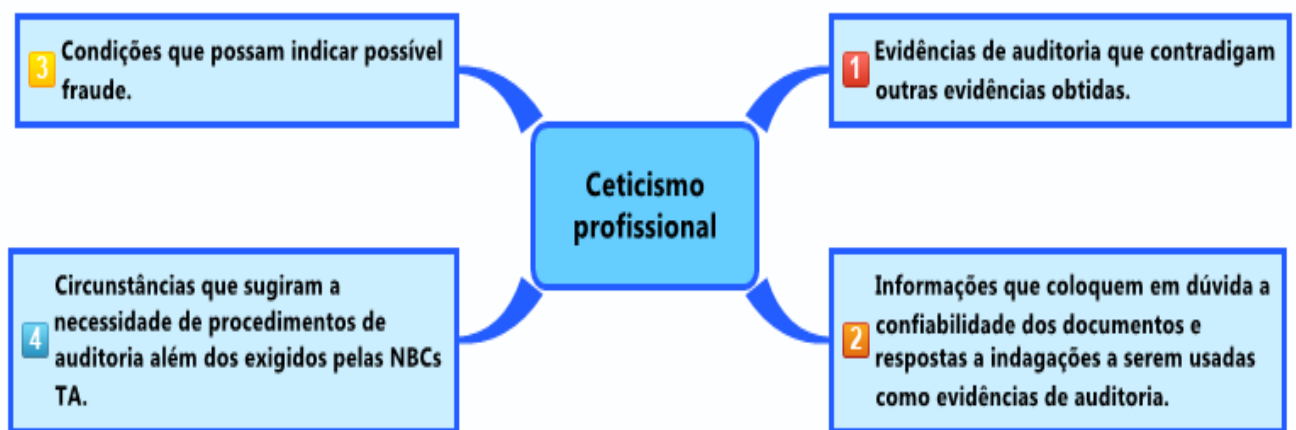 3 Condições que possam indicar possível
fraude.
1 Evidências de auditoria que contradigam
outras evidências obtidas.
Ceticismo
profissional
4 Circunstâncias que sugiram a
necessidade de procedimentos de
auditoria além dos exigidos pelas NBCs
TA.
2 Informações que coloquem em dúvida a
confiabilidade dos documentos e
respostas a indagações a serem usadas
como evidências de auditoria.